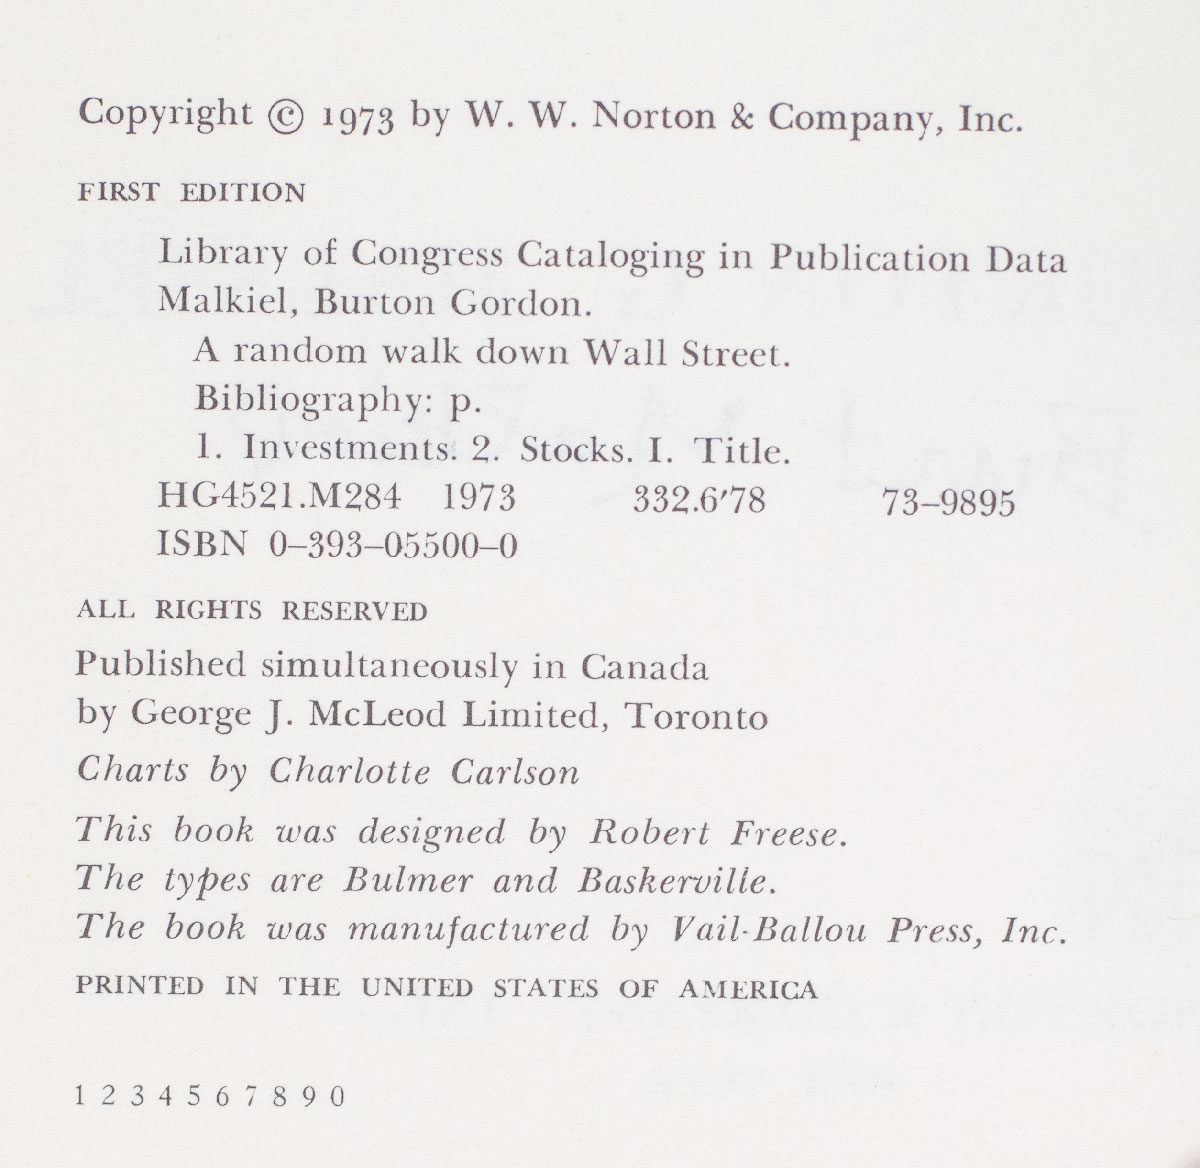 Copyright © 1973 by W. W. Norton & Company, Inc.
FIRST EDITION
Library of Congress Cataloging in Publication Data
Malkiel, Burton Gordon.
A random walk down Wall Street.
Bibliography: p.
1. Investments. 2. Stocks. I. Title.
HG4521.M284 1973 332.6′78 73–9895
ISBN 0–393–05500–0
ALL RIGHTS RESERVED
Published simultaneously in Canada
by George J. McLeod Limited, Toronto
Charts by Charlotte Carlson
This book was designed by Robert Freese.
The types are Bulmer and Baskerville.
The book was manufactured by Vail-Ballou Press, Inc.
PRINTED IN THE UNITED STATES OF AMERICA
1 2 3 4 5 6 7 8 9 0